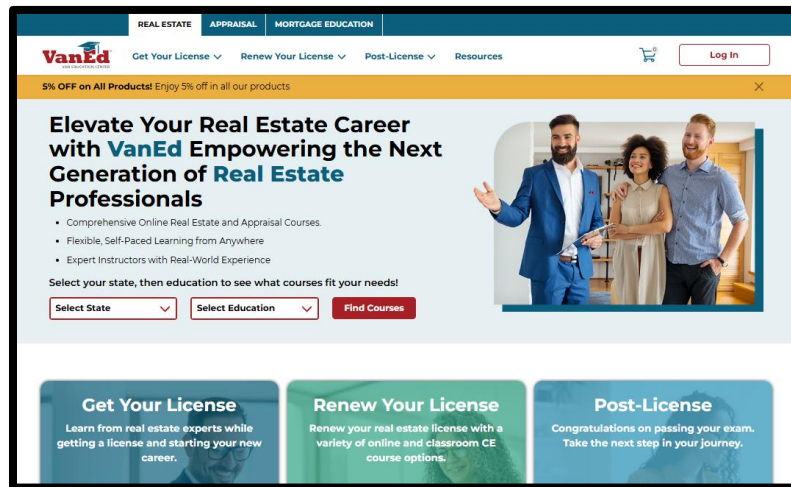 REAL ESTATE APPRAISAL MORTGAGE EDUCATION
VanEd
VAN EDUCATION CENTER
Get Your License Renew Your License Post-License Resources 0 Log In
5% OFF on All Products! Enjoy 5% off in all our products
Elevate Your Real Estate Career
with VanEd Empowering the Next
Generation of Real Estate
Professionals
• Comprehensive Online Real Estate and Appraisal Courses.
• Flexible, Self-Paced Learning from Anywhere
• Expert Instructors with Real-World Experience
Select your state, then education to see what courses fit your needs!
Select State Select Education Find Courses
Get Your License
Learn from real estate experts while
getting a license and starting your new
career.
Renew Your License
Renew your real estate license with a
variety of online and classroom CE
course options.
Post-License
Congratulations on passing your exam.
Take the next step in your journey.